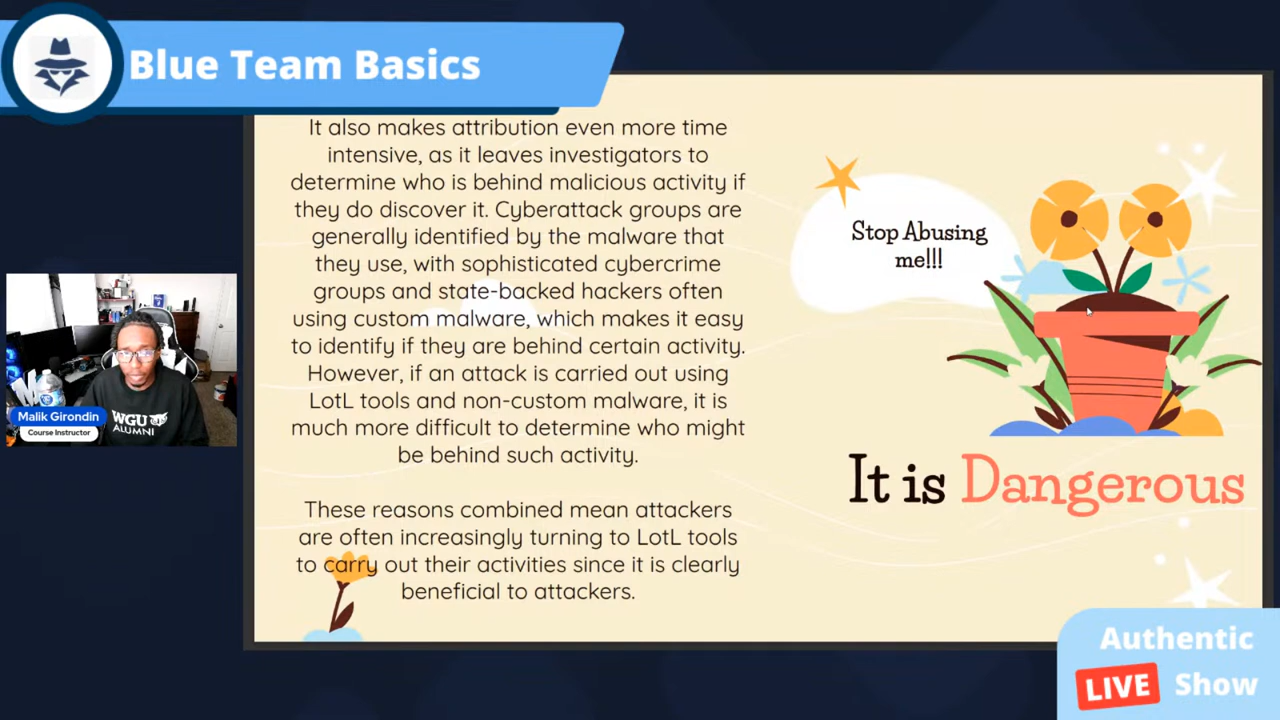 Blue Team Basics
It also makes attribution even more time
intensive, as it leaves investigators to
determine who is behind malicious activity if
they do discover it. Cyberattack groups are
generally identified by the malware that
they use, with sophisticated cybercrime
groups and state-backed hackers often
using custom malware, which makes it easy
to identify if they are behind certain activity.
However, if an attack is carried out using
LotL tools and non-custom malware, it is
much more difficult to determine who might
be behind such activity.
These reasons combined mean attackers
are often increasingly turning to LotL tools
to carry out their activities since it is clearly
beneficial to attackers.
Stop Abusing
me!!!
It is Dangerous
Malik Girondin
Course Instructor
WGU
ALUMNI
Authentic
LIVE Show